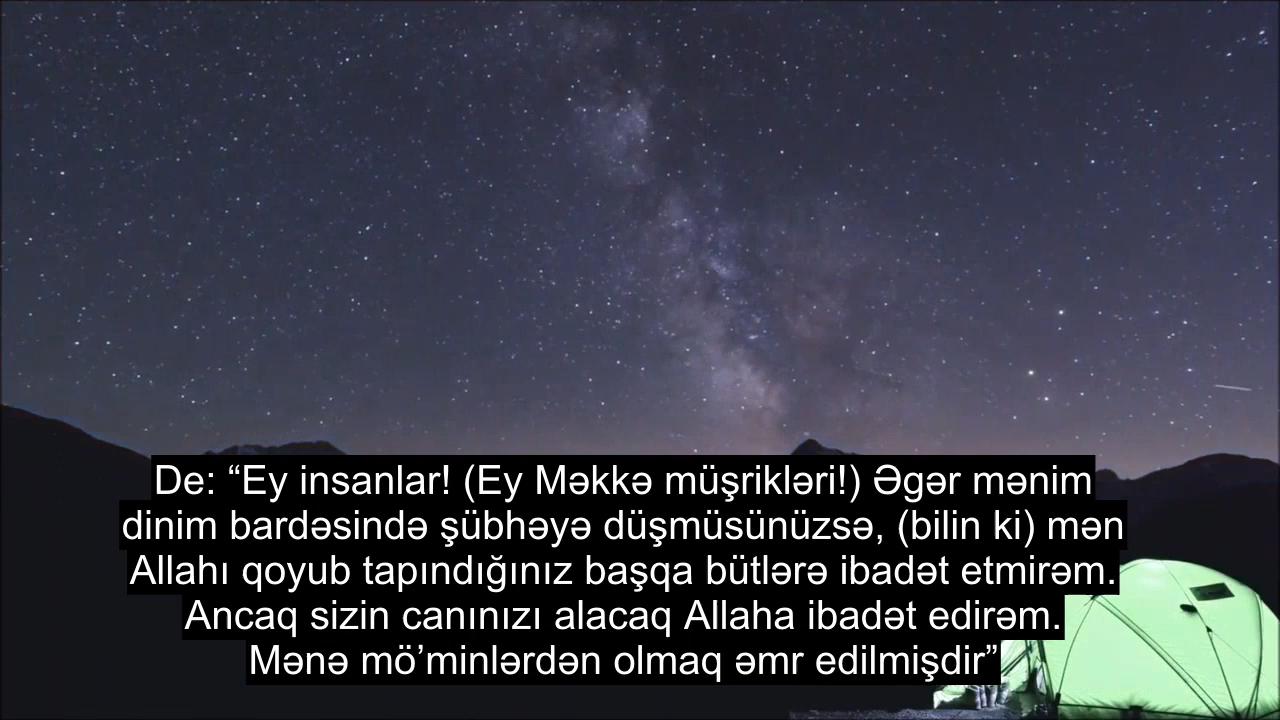 De: “Ey insanlar! (Ey Məkkə müşrikləri!) Əgər mənim
dinim bardəsində şübhəyə düşmüsünüzsə, (bilin ki) mən
Allahı qoyub tapındığınız başqa bütlərə ibadət etmirəm.
Ancaq sizin canınızı alacaq Allaha ibadət edirəm.
Mənə mö’minlərdən olmaq əmr edilmişdir”